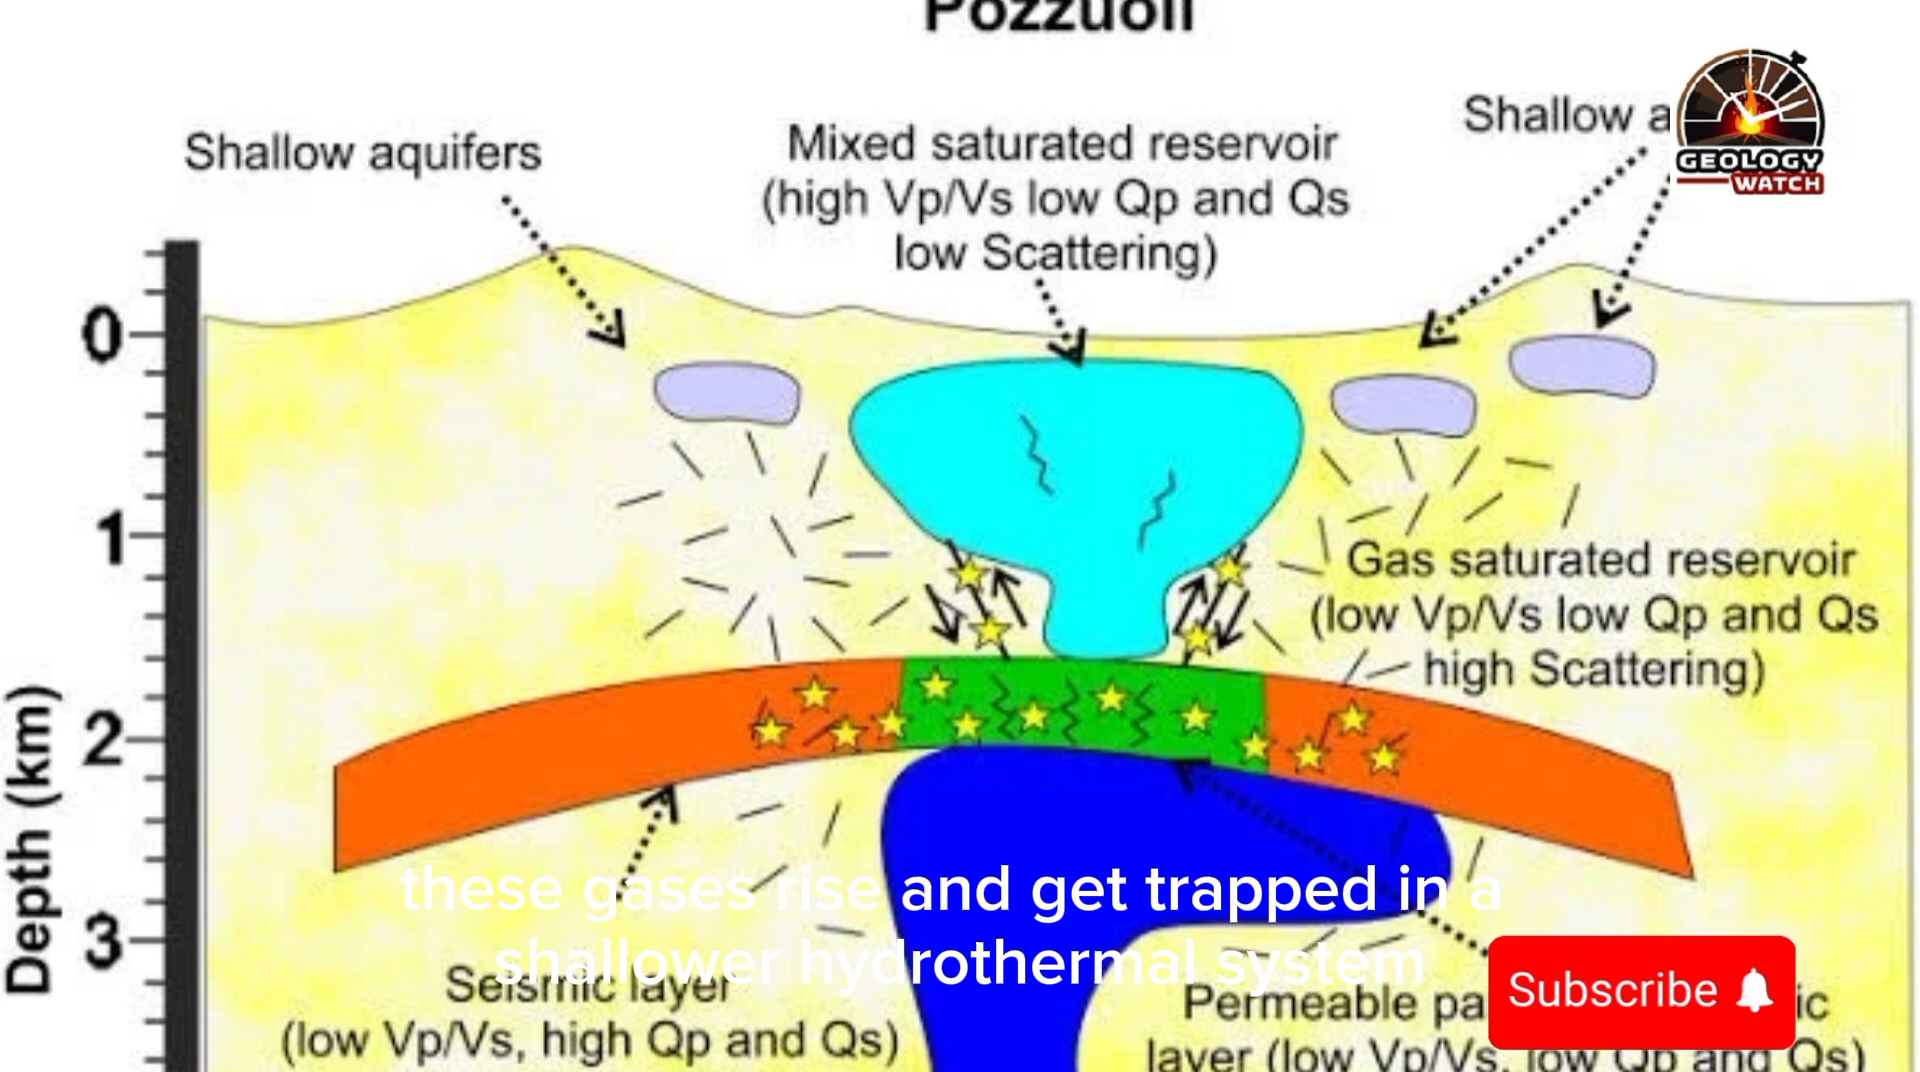 Pozzuoli
Shallow aquifers
Mixed saturated reservoir
(high Vp/Vs low Qp and Qs
low Scattering)
Shallow a
GEOLOGY
WATCH
0
1
Gas saturated reservoir
(low Vp/Vs low Qp and Qs
high Scattering)
2
Depth (km)
3
these gases rise and get trapped in a
shallower hydrothermal system
Seismic layer
(low Vp/Vs, high Qp and Qs)
Subscribe
Permeable pa ic
layer (low Vp/Vs, low Qp and Qs)